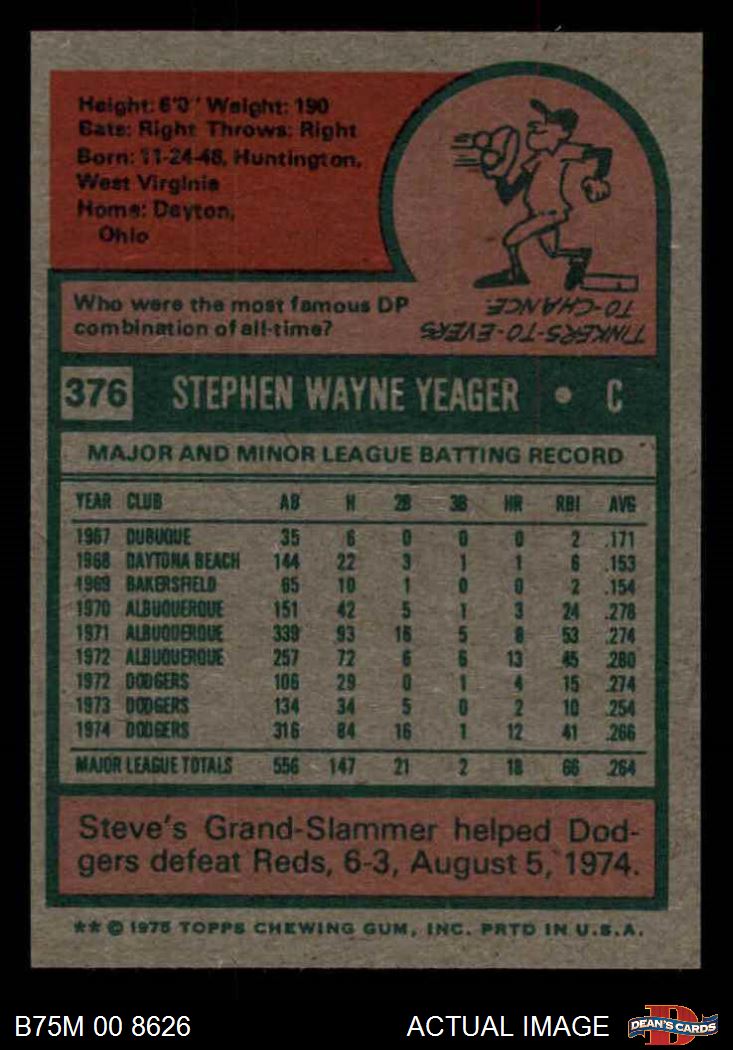 Height: 6'0" Weight: 190
Bats: Right Throws: Right
Born: 11-24-48, Huntington,
West Virginia
Home: Dayton,
Ohio
Who were the most famous DP
combination of all-time?
TINKERS-TO-EVERS
TO-CHANCE.
376 STEPHEN WAYNE YEAGER • C
MAJOR AND MINOR LEAGUE BATTING RECORD
YEAR CLUB AB H 2B 3B HR RBI AVG
1967 DUBUQUE 35 6 0 0 0 2 .171
1968 DAYTONA BEACH 144 22 3 1 1 6 .153
1969 BAKERSFIELD 65 10 1 0 0 2 .154
1970 ALBUQUERQUE 151 42 5 1 3 24 .278
1971 ALBUQUERQUE 339 93 16 5 8 53 .274
1972 ALBUQUERQUE 257 72 6 6 13 45 .280
1972 DODGERS 106 29 0 1 4 15 .274
1973 DODGERS 134 34 5 0 2 10 .254
1974 DODGERS 316 84 16 1 12 41 .266
MAJOR LEAGUE TOTALS 556 147 21 2 18 66 .264
Steve's Grand-Slammer helped Dod-
gers defeat Reds, 6-3, August 5, 1974.
** © 1975 TOPPS CHEWING GUM, INC. PRTD IN U.S.A.
B75M 00 8626 ACTUAL IMAGE D DEAN'S CARDS